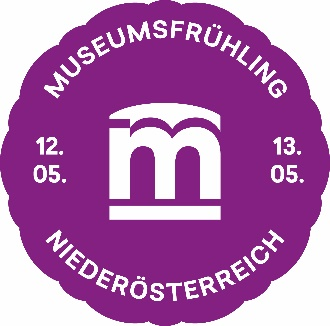 MUSEUMSFRÜHLING
12.
05.
13.
05.
m
NIEDERÖSTERREICH